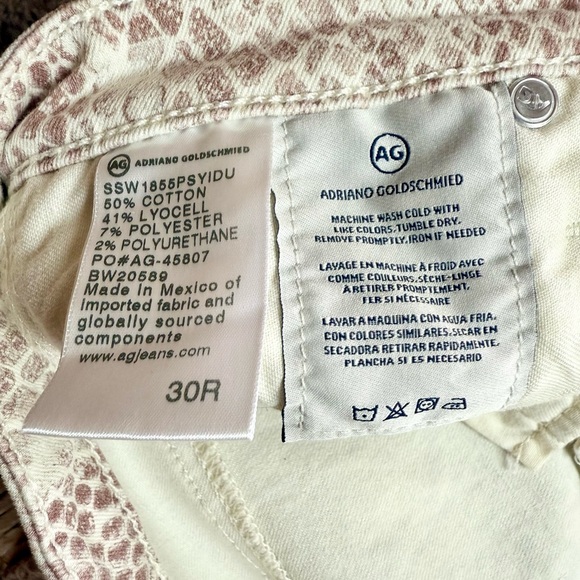 AG ADRIANO GOLDSCHMIED
SSW1855PSYIDU
50% COTTON
41% LYOCELL
7% POLYESTER
2% POLYURETHANE
PO#AG-45807
BW20589
Made In Mexico of
Imported fabric and
globally sourced
components
www.agjeans.com
30R
AG
ADRIANO GOLDSCHMIED
MACHINE WASH COLD WITH
LIKE COLORS. TUMBLE DRY.
REMOVE PROMPTLY. IRON IF NEEDED
LAVAGE EN MACHINE À FROID AVEC
COMME COULEURS. SÈCHE-LINGE
À RETIRER PROMPTEMENT.
FER SI NÉCESSAIRE
LAVAR A MAQUINA CON AGUA FRIA.
CON COLORES SIMILARES. SECAR EN
SECADORA RETIRAR RAPIDAMENTE.
PLANCHA SI ES NECESARIO